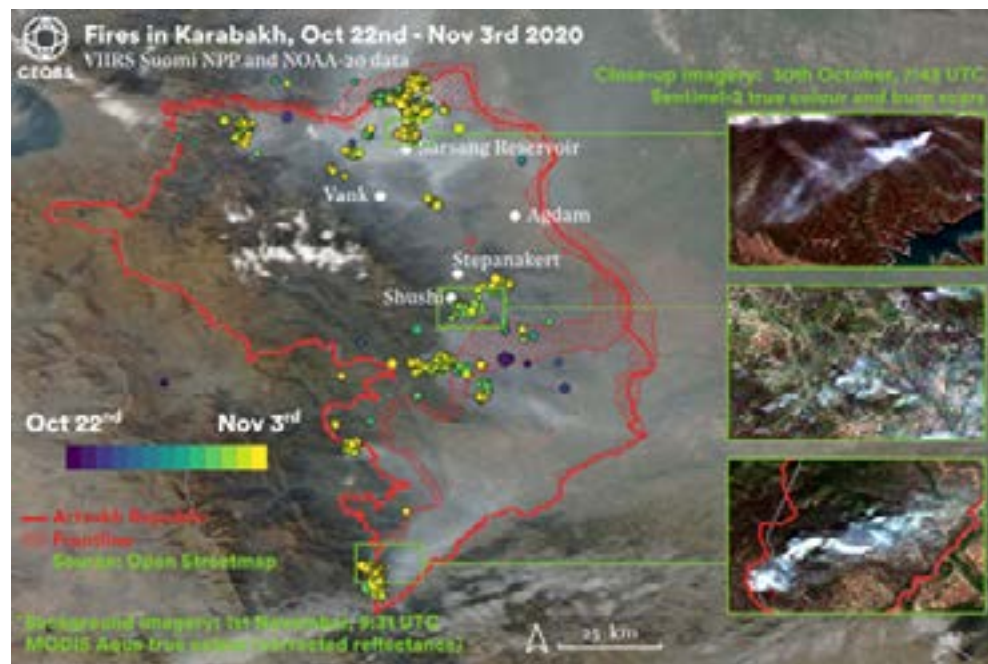 CEOBS
Fires in Karabakh, Oct 22nd - Nov 3rd 2020
VIIRS Suomi NPP and NOAA-20 data
Close-up imagery: 30th October, 7:43 UTC
Sentinel-2 true colour and burn scars
Sarsang Reservoir
Vank
Agdam
Stepanakert
Shushi
Oct 22nd
Nov 3rd
Artsakh Republic
Frontline
Source: Open Streetmap
Background imagery: 1st November, 9:31 UTC
MODIS Aqua true colour (corrected reflectance)
25 km